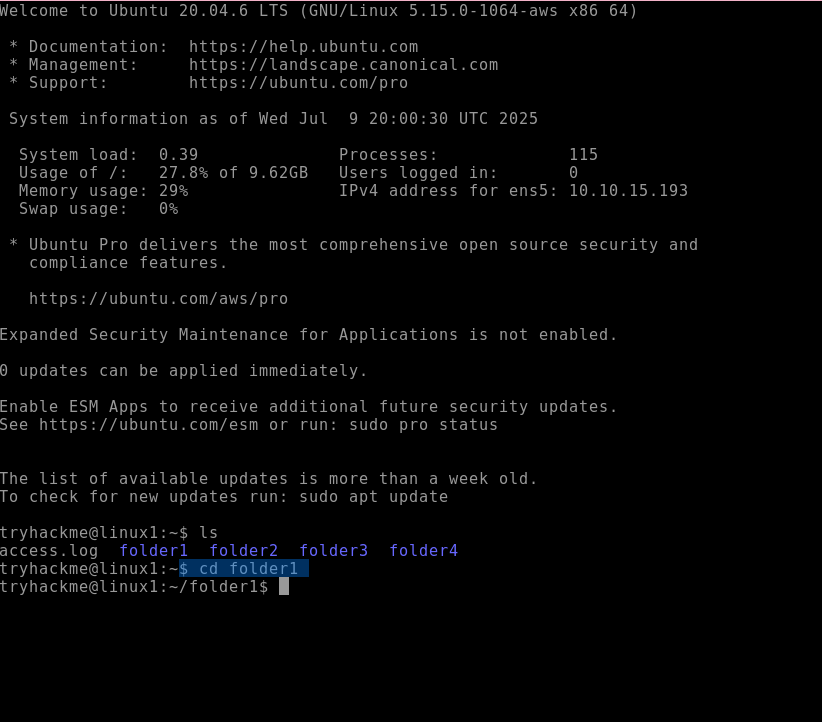 Welcome to Ubuntu 20.04.6 LTS (GNU/Linux 5.15.0-1064-aws x86 64)
* Documentation: https://help.ubuntu.com
* Management: https://landscape.canonical.com
* Support: https://ubuntu.com/pro
System information as of Wed Jul 9 20:00:30 UTC 2025
System load: 0.39 Processes: 115
Usage of /: 27.8% of 9.62GB Users logged in: 0
Memory usage: 29% IPv4 address for ens5: 10.10.15.193
Swap usage: 0%
* Ubuntu Pro delivers the most comprehensive open source security and
compliance features.
https://ubuntu.com/aws/pro
Expanded Security Maintenance for Applications is not enabled.
0 updates can be applied immediately.
Enable ESM Apps to receive additional future security updates.
See https://ubuntu.com/esm or run: sudo pro status
The list of available updates is more than a week old.
To check for new updates run: sudo apt update
tryhackme@linux1:~$ ls
access.log folder1 folder2 folder3 folder4
tryhackme@linux1:~$ cd folder1
tryhackme@linux1:~/folder1$